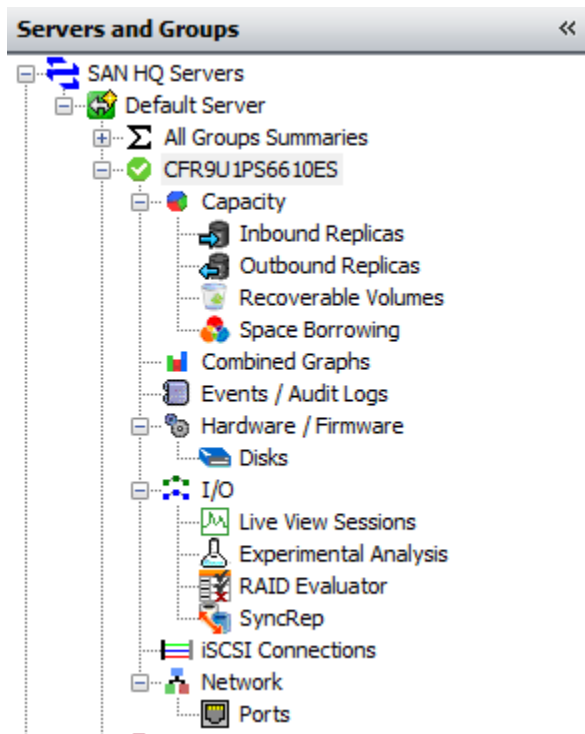 Servers and Groups
SAN HQ Servers
Default Server
All Groups Summaries
CFR9U1PS6610ES
Capacity
Inbound Replicas
Outbound Replicas
Recoverable Volumes
Space Borrowing
Combined Graphs
Events / Audit Logs
Hardware / Firmware
Disks
I/O
Live View Sessions
Experimental Analysis
RAID Evaluator
SyncRep
iSCSI Connections
Network
Ports